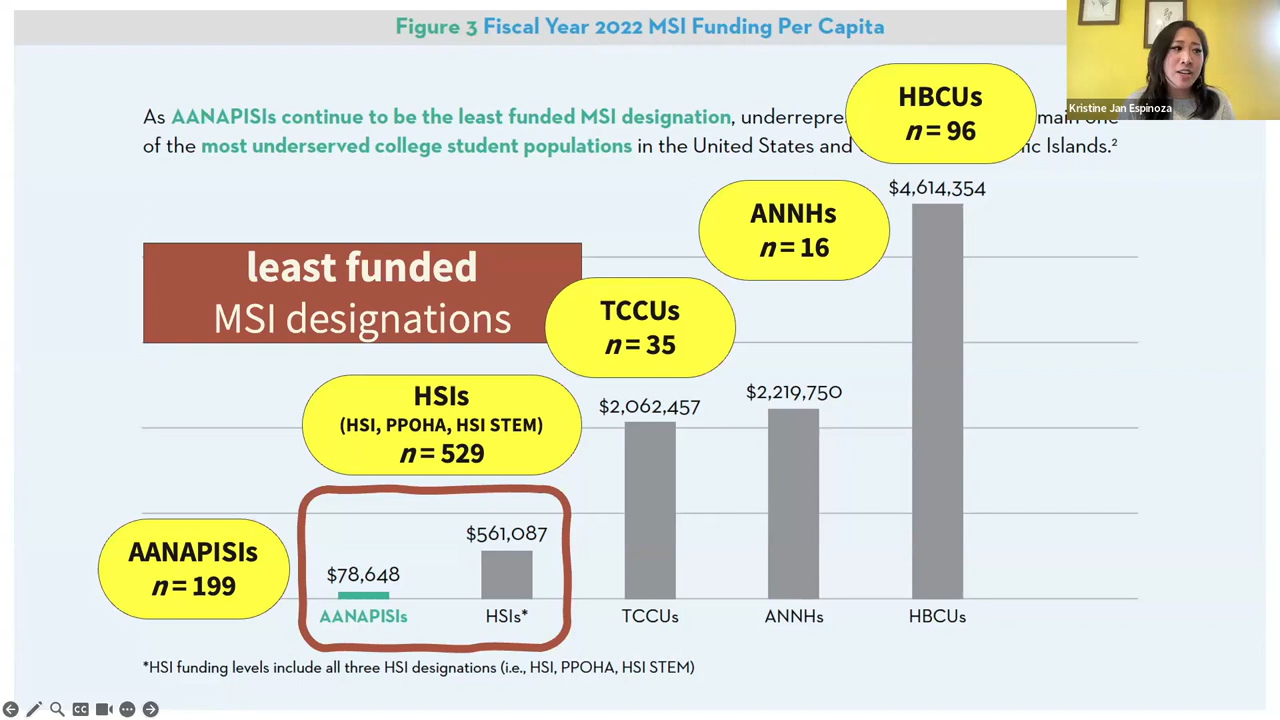 Figure 3 Fiscal Year 2022 MSI Funding Per Capita
Kristine Jan Espinoza
As AANAPISIs continue to be the least funded MSI designation,
of the most underserved college student populations in the United States and
Islands.²
HBCUs
n = 96
$4,614,354
ANNHs
n = 16
least funded
MSI designations
TCCUs
n = 35
HSIs
(HSI, PPOHA, HSI STEM)
n = 529
$2,062,457
$2,219,750
AANAPISIs
n = 199
$561,087
$78,648
AANAPISIs HSIs* TCCUs ANNHs HBCUs
*HSI funding levels include all three HSI designations (i.e., HSI, PPOHA, HSI STEM)
CC